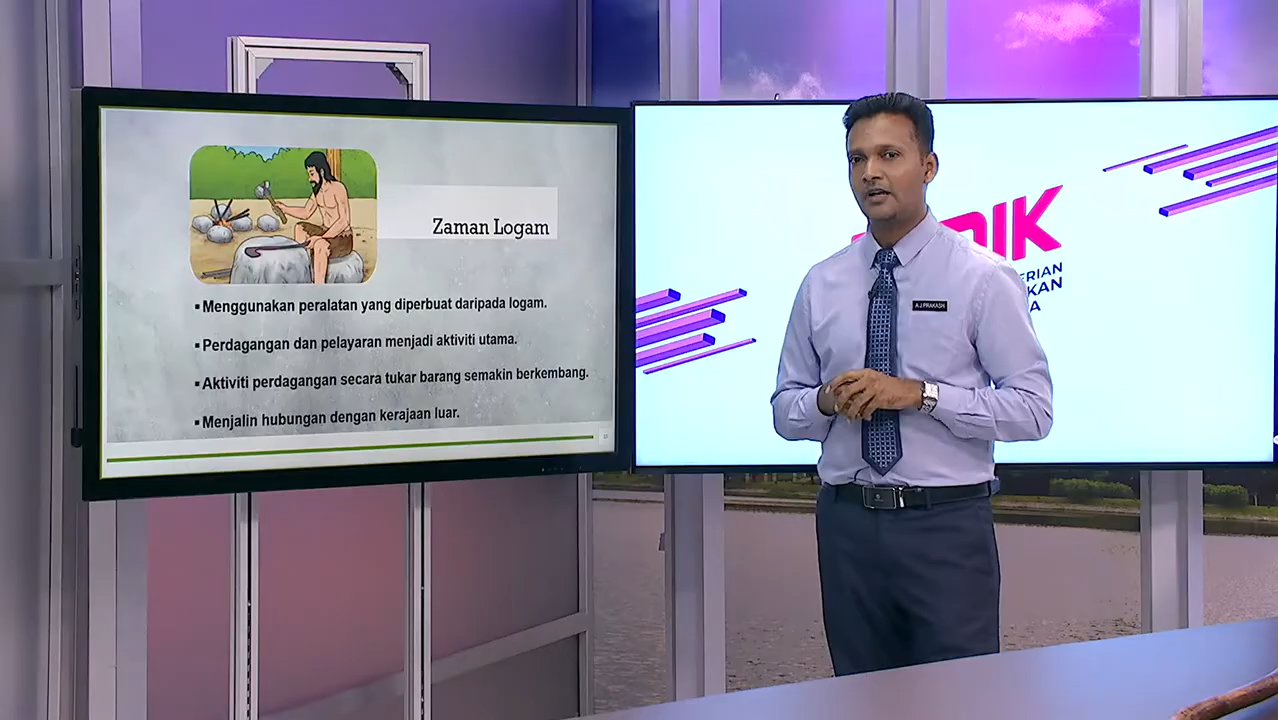 Zaman Logam
▪Menggunakan peralatan yang diperbuat daripada logam.
▪Perdagangan dan pelayaran menjadi aktiviti utama.
▪Aktiviti perdagangan secara tukar barang semakin berkembang.
▪Menjalin hubungan dengan kerajaan luar.
A J PRAKASH